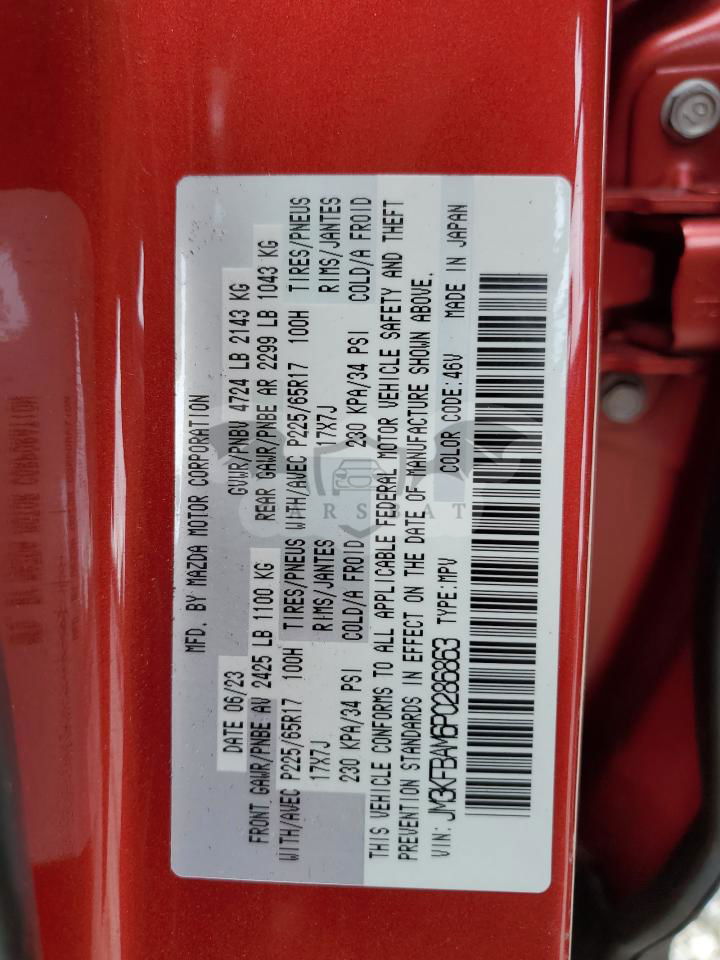 MFD. BY MAZDA MOTOR CORPORATION
DATE 06/23 GVWR/PNBV 4724 LB 2143 KG
FRONT GAWR/PNBE AV 2425 LB 1100 KG REAR GAWR/PNBE AR 2299 LB 1043 KG
WITH/AVEC P225/65R17 100H TIRES/PNEUS WITH/AVEC P225/65R17 100H TIRES/PNEUS
17X7J RIMS/JANTES 17X7J RIMS/JANTES
230 KPA/34 PSI COLD/A FROID 230 KPA/34 PSI COLD/A FROID
THIS VEHICLE CONFORMS TO ALL APPLICABLE FEDERAL MOTOR VEHICLE SAFETY AND THEFT
PREVENTION STANDARDS IN EFFECT ON THE DATE OF MANUFACTURE SHOWN ABOVE.
VIN: JM3KFBAM6P0286863 TYPE:MPV COLOR CODE:46V MADE IN JAPAN
CARSBAT